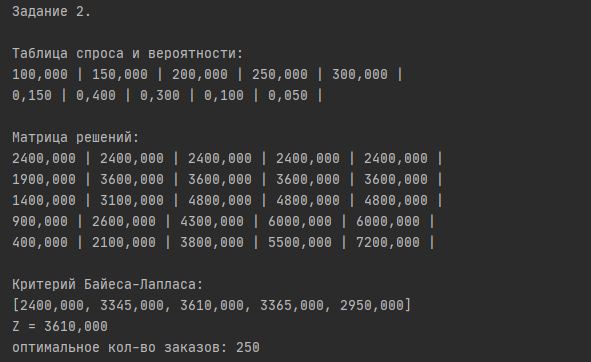 Задание 2.
Таблица спроса и вероятности:
100,000 | 150,000 | 200,000 | 250,000 | 300,000 |
0,150 | 0,400 | 0,300 | 0,100 | 0,050 |
Матрица решений:
2400,000 | 2400,000 | 2400,000 | 2400,000 | 2400,000 |
1900,000 | 3600,000 | 3600,000 | 3600,000 | 3600,000 |
1400,000 | 3100,000 | 4800,000 | 4800,000 | 4800,000 |
900,000 | 2600,000 | 4300,000 | 6000,000 | 6000,000 |
400,000 | 2100,000 | 3800,000 | 5500,000 | 7200,000 |
Критерий Байеса-Лапласа:
[2400,000, 3345,000, 3610,000, 3365,000, 2950,000]
Z = 3610,000
оптимальное кол-во заказов: 250